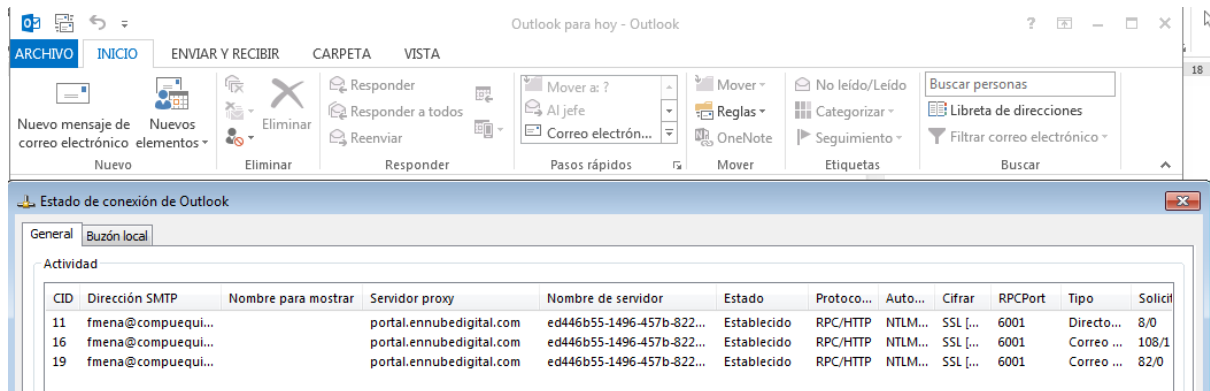 Outlook para hoy - Outlook
ARCHIVO INICIO ENVIAR Y RECIBIR CARPETA VISTA
18
Nuevo mensaje de correo electrónico
Nuevos elementos
Nuevo
Eliminar
Eliminar
Responder
Responder a todos
Reenviar
Responder
Mover a: ?
Al jefe
Correo electrón...
Pasos rápidos
Mover
Reglas
OneNote
Mover
No leído/Leído
Categorizar
Seguimiento
Etiquetas
Buscar personas
Libreta de direcciones
Filtrar correo electrónico
Buscar
Estado de conexión de Outlook
General Buzón local
Actividad
CID Dirección SMTP Nombre para mostrar Servidor proxy Nombre de servidor Estado Protoco... Auto... Cifrar RPCPort Tipo Solicit
11 fmena@compuequi... portal.ennubedigital.com ed446b55-1496-457b-822... Establecido RPC/HTTP NTLM... SSL [... 6001 Directo... 8/0
16 fmena@compuequi... portal.ennubedigital.com ed446b55-1496-457b-822... Establecido RPC/HTTP NTLM... SSL [... 6001 Correo ... 108/1
19 fmena@compuequi... portal.ennubedigital.com ed446b55-1496-457b-822... Establecido RPC/HTTP NTLM... SSL [... 6001 Correo ... 82/0